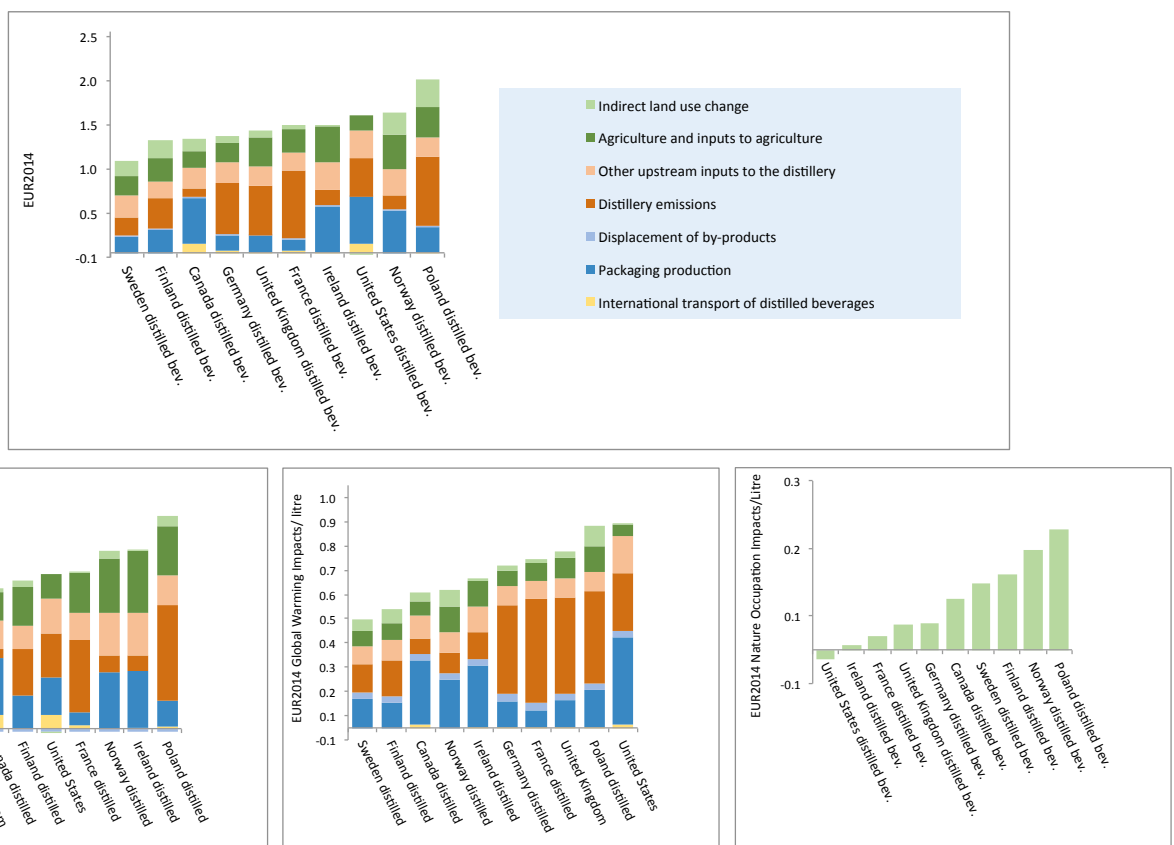 2.5
2.0
1.5
1.0
0.5
-0.1
EUR2014
Sweden distilled bev.
Finland distilled bev.
Canada distilled bev.
Germany distilled bev.
United Kingdom distilled bev.
France distilled bev.
Ireland distilled bev.
United States distilled bev.
Norway distilled bev.
Poland distilled bev.
Indirect land use change
Agriculture and inputs to agriculture
Other upstream inputs to the distillery
Distillery emissions
Displacement of by-products
Packaging production
International transport of distilled beverages
Finland distilled
United States
France distilled
Norway distilled
Ireland distilled
Poland distilled
EUR2014 Global Warming Impacts/ litre
1.0
0.9
0.8
0.7
0.6
0.5
0.4
0.3
0.2
0.1
-0.1
Sweden distilled
Finland distilled
Canada distilled
Norway distilled
Ireland distilled
Germany distilled
France distilled
United Kingdom
Poland distilled
United States
EUR2014 Nature Occupation Impacts/Litre
0.3
0.2
0.1
-0.1
United States distilled bev.
Ireland distilled bev.
France distilled bev.
United Kingdom distilled bev.
Germany distilled bev.
Canada distilled bev.
Sweden distilled bev.
Finland distilled bev.
Norway distilled bev.
Poland distilled bev.